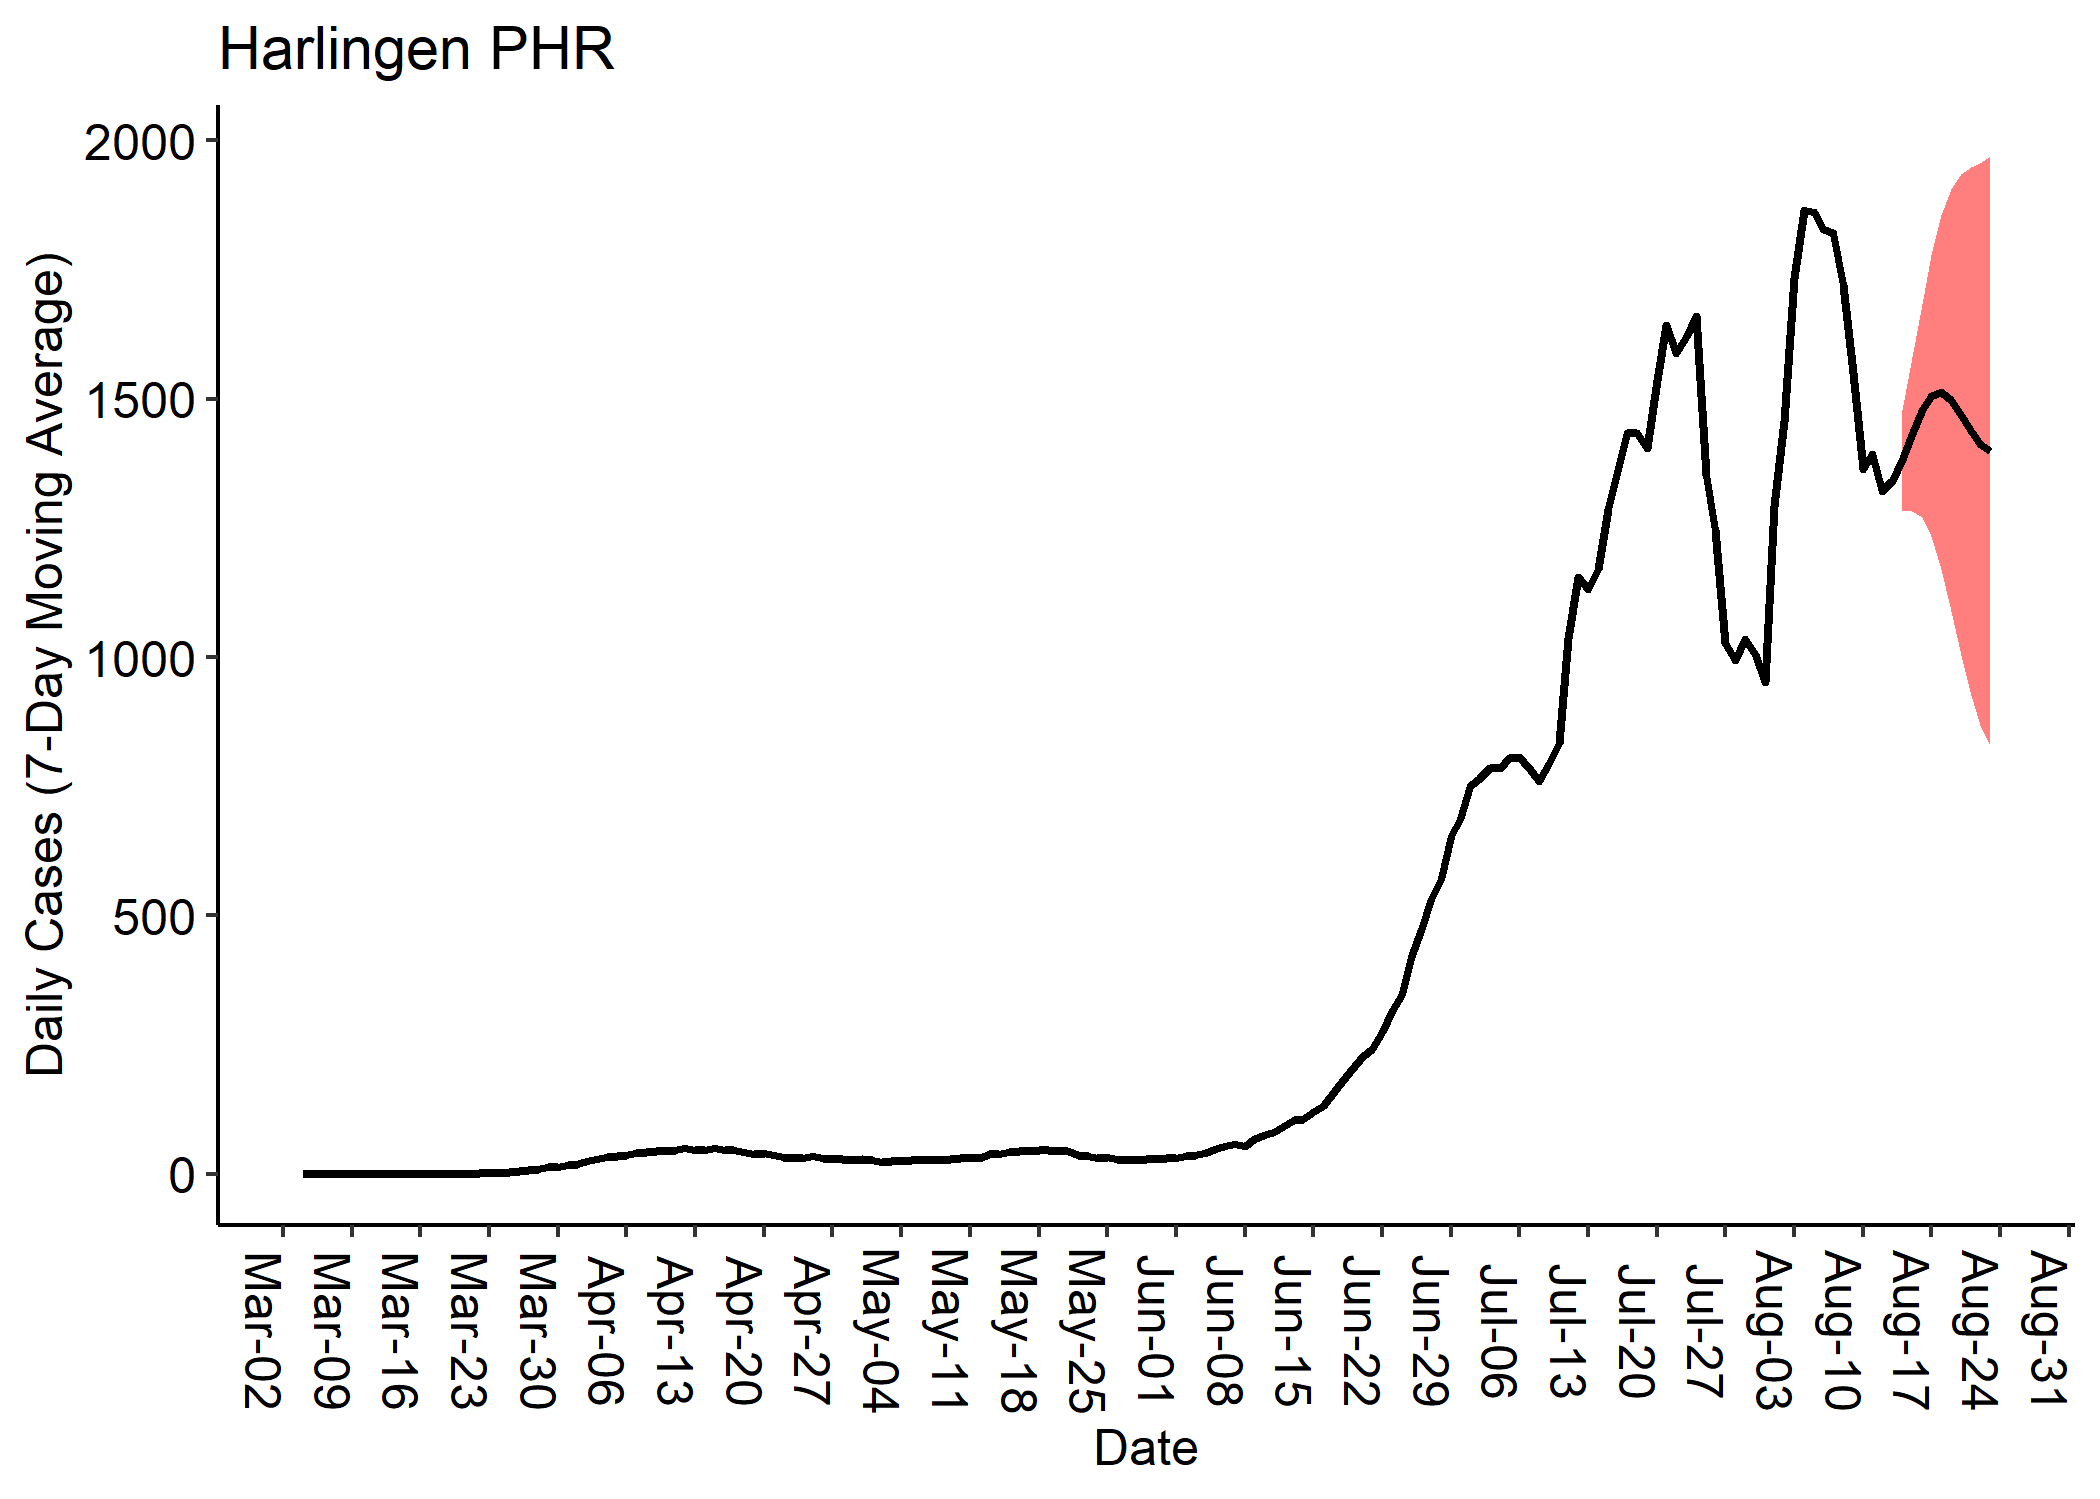 Harlingen PHR
Daily Cases (7-Day Moving Average)
2000
1500
1000
500
0
Mar-02
Mar-09
Mar-16
Mar-23
Mar-30
Apr-06
Apr-13
Apr-20
Apr-27
May-04
May-11
May-18
May-25
Jun-01
Jun-08
Jun-15
Jun-22
Jun-29
Jul-06
Jul-13
Jul-20
Jul-27
Aug-03
Aug-10
Aug-17
Aug-24
Aug-31
Date